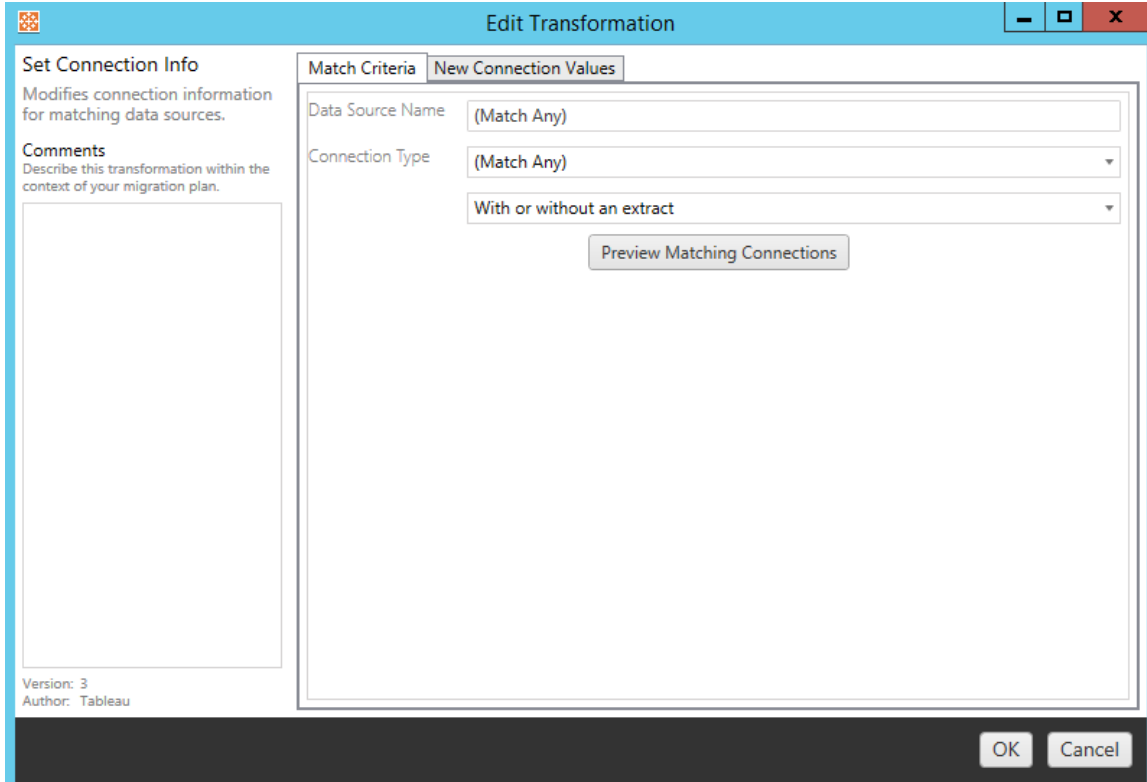 Edit Transformation
Set Connection Info
Modifies connection information
for matching data sources.
Comments
Describe this transformation within the
context of your migration plan.
Version: 3
Author: Tableau
Match Criteria
New Connection Values
Data Source Name
(Match Any)
Connection Type
(Match Any)
With or without an extract
Preview Matching Connections
OK
Cancel